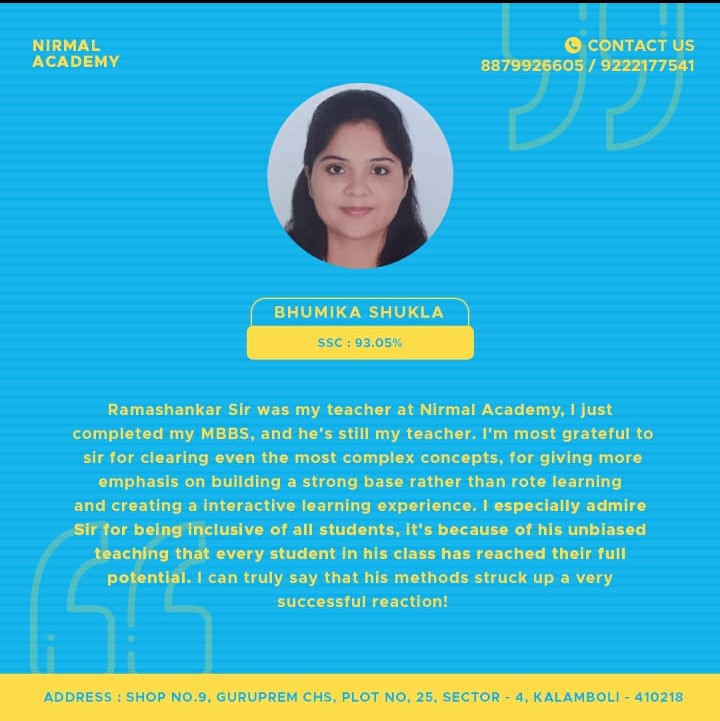 NIRMAL
ACADEMY
CONTACT US
8879926605 / 9222177541
BHUMIKA SHUKLA
SSC : 93.05%
Ramashankar Sir was my teacher at Nirmal Academy, I just
completed my MBBS, and he's still my teacher. I'm most grateful to
sir for clearing even the most complex concepts, for giving more
emphasis on building a strong base rather than rote learning
and creating a interactive learning experience. I especially admire
Sir for being inclusive of all students, it's because of his unbiased
teaching that every student in his class has reached their full
potential. I can truly say that his methods struck up a very
successful reaction!
ADDRESS : SHOP NO.9, GURUPREM CHS, PLOT NO, 25, SECTOR - 4, KALAMBOLI - 410218